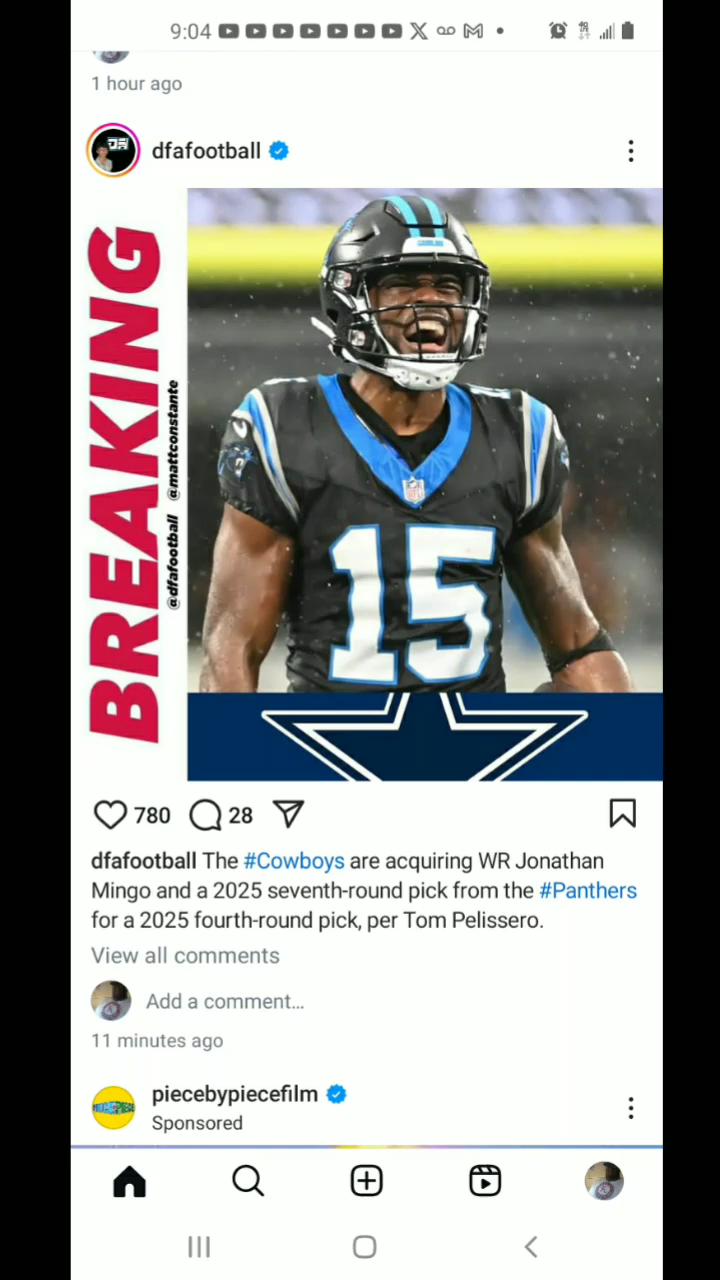 9:04
1 hour ago
dfafootball
BREAKING
@dfafootball @mattconstante
15
780
28
dfafootball The #Cowboys are acquiring WR Jonathan
Mingo and a 2025 seventh-round pick from the #Panthers
for a 2025 fourth-round pick, per Tom Pelissero.
View all comments
Add a comment...
11 minutes ago
piecebypiecefilm
Sponsored